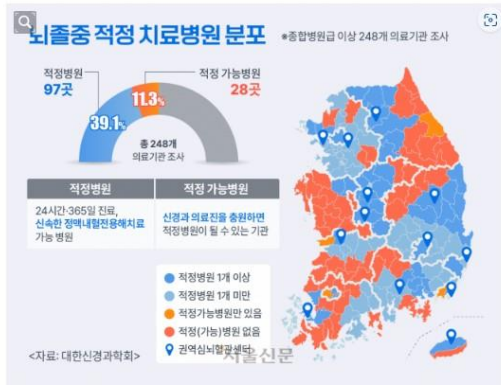 뇌졸중 적정 치료병원 분포
※종합병원급 이상 248개 의료기관 조사
적정병원
97곳
적정 가능병원
28곳
39.1%
11.3%
총 248개
의료기관 조사
적정병원
적정 가능병원
24시간·365일 진료,
신속한 정맥내혈전용해치료
가능 병원
신경과 의료진을 충원하면
적정병원이 될 수 있는 기관
적정병원 1개 이상
적정병원 1개 미만
적정가능병원만 있음
적정(가능)병원 없음
권역심뇌혈관센터
<자료: 대한신경과학회>
서울신문